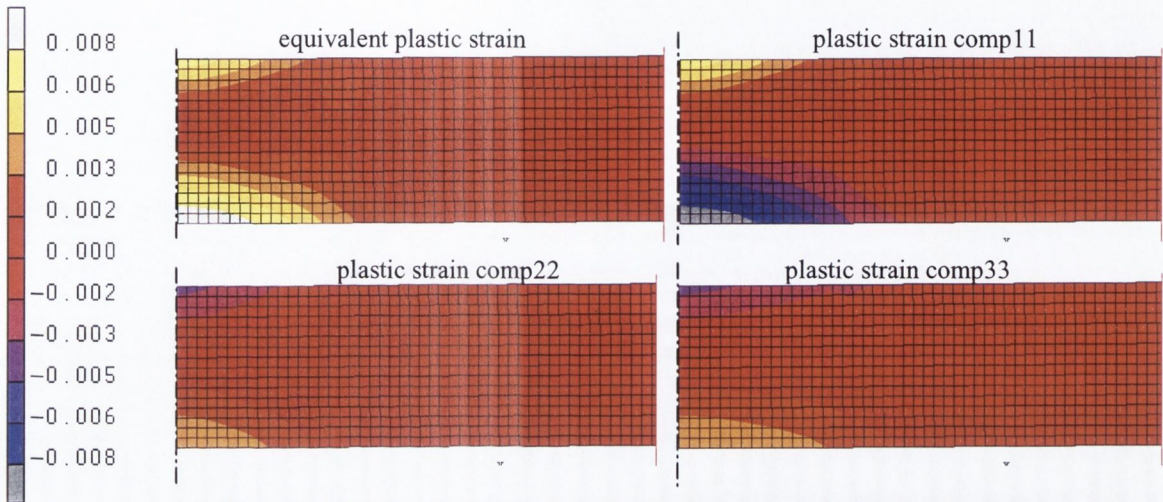 0.008
0.006
0.005
0.003
0.002
0.000
-0.002
-0.003
-0.005
-0.006
-0.008
equivalent plastic strain
plastic strain comp11
plastic strain comp22
plastic strain comp33